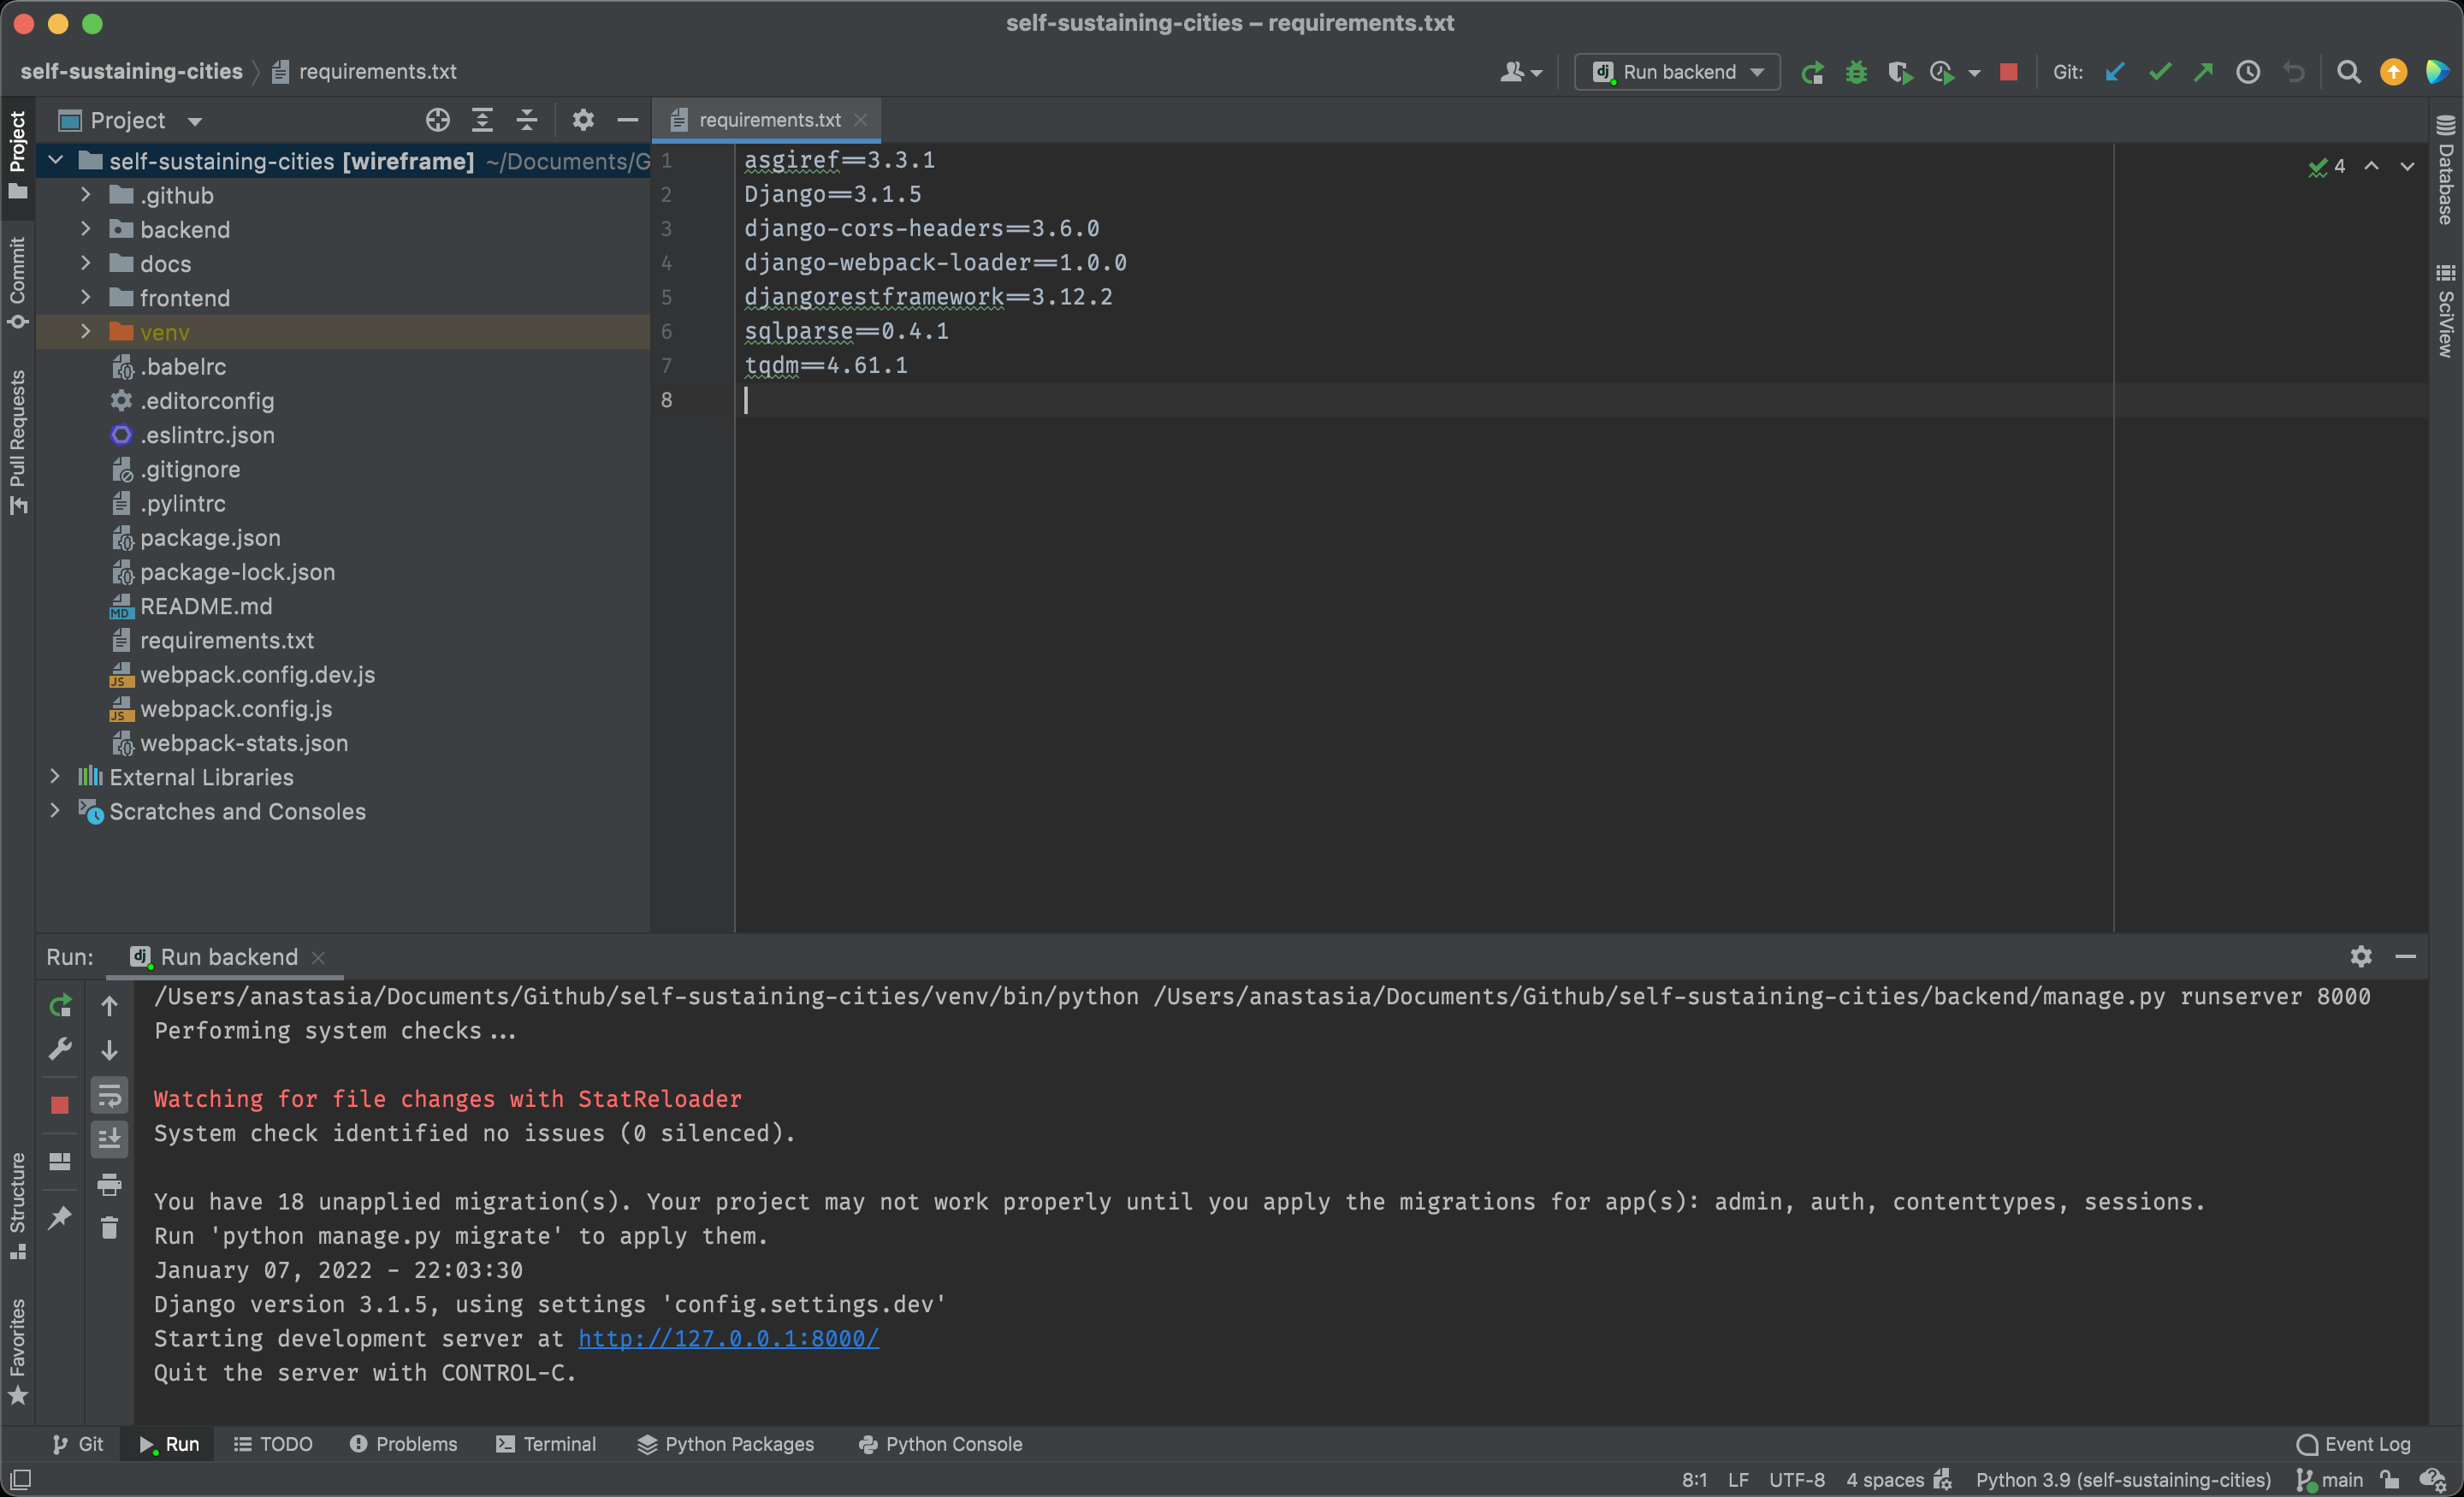 self-sustaining-cities – requirements.txt
self-sustaining-cities
requirements.txt
Run backend
Git:
Project
requirements.txt
self-sustaining-cities [wireframe] ~/Documents/G
.github
backend
docs
frontend
venv
.babelrc
.editorconfig
.eslintrc.json
.gitignore
.pylintrc
package.json
package-lock.json
README.md
requirements.txt
webpack.config.dev.js
webpack.config.js
webpack-stats.json
External Libraries
Scratches and Consoles
Project
Commit
Pull Requests
Structure
Favorites
1 asgiref==3.3.1
2 Django==3.1.5
3 django-cors-headers==3.6.0
4 django-webpack-loader==1.0.0
5 djangorestframework==3.12.2
6 sqlparse==0.4.1
7 tqdm==4.61.1
8
4
Database
SciView
Run:
Run backend
/Users/anastasia/Documents/Github/self-sustaining-cities/venv/bin/python /Users/anastasia/Documents/Github/self-sustaining-cities/backend/manage.py runserver 8000
Performing system checks...
Watching for file changes with StatReloader
System check identified no issues (0 silenced).
You have 18 unapplied migration(s). Your project may not work properly until you apply the migrations for app(s): admin, auth, contenttypes, sessions.
Run 'python manage.py migrate' to apply them.
January 07, 2022 - 22:03:30
Django version 3.1.5, using settings 'config.settings.dev'
Starting development server at http://127.0.0.1:8000/
Quit the server with CONTROL-C.
Git
Run
TODO
Problems
Terminal
Python Packages
Python Console
Event Log
8:1
LF
UTF-8
4 spaces
Python 3.9 (self-sustaining-cities)
main